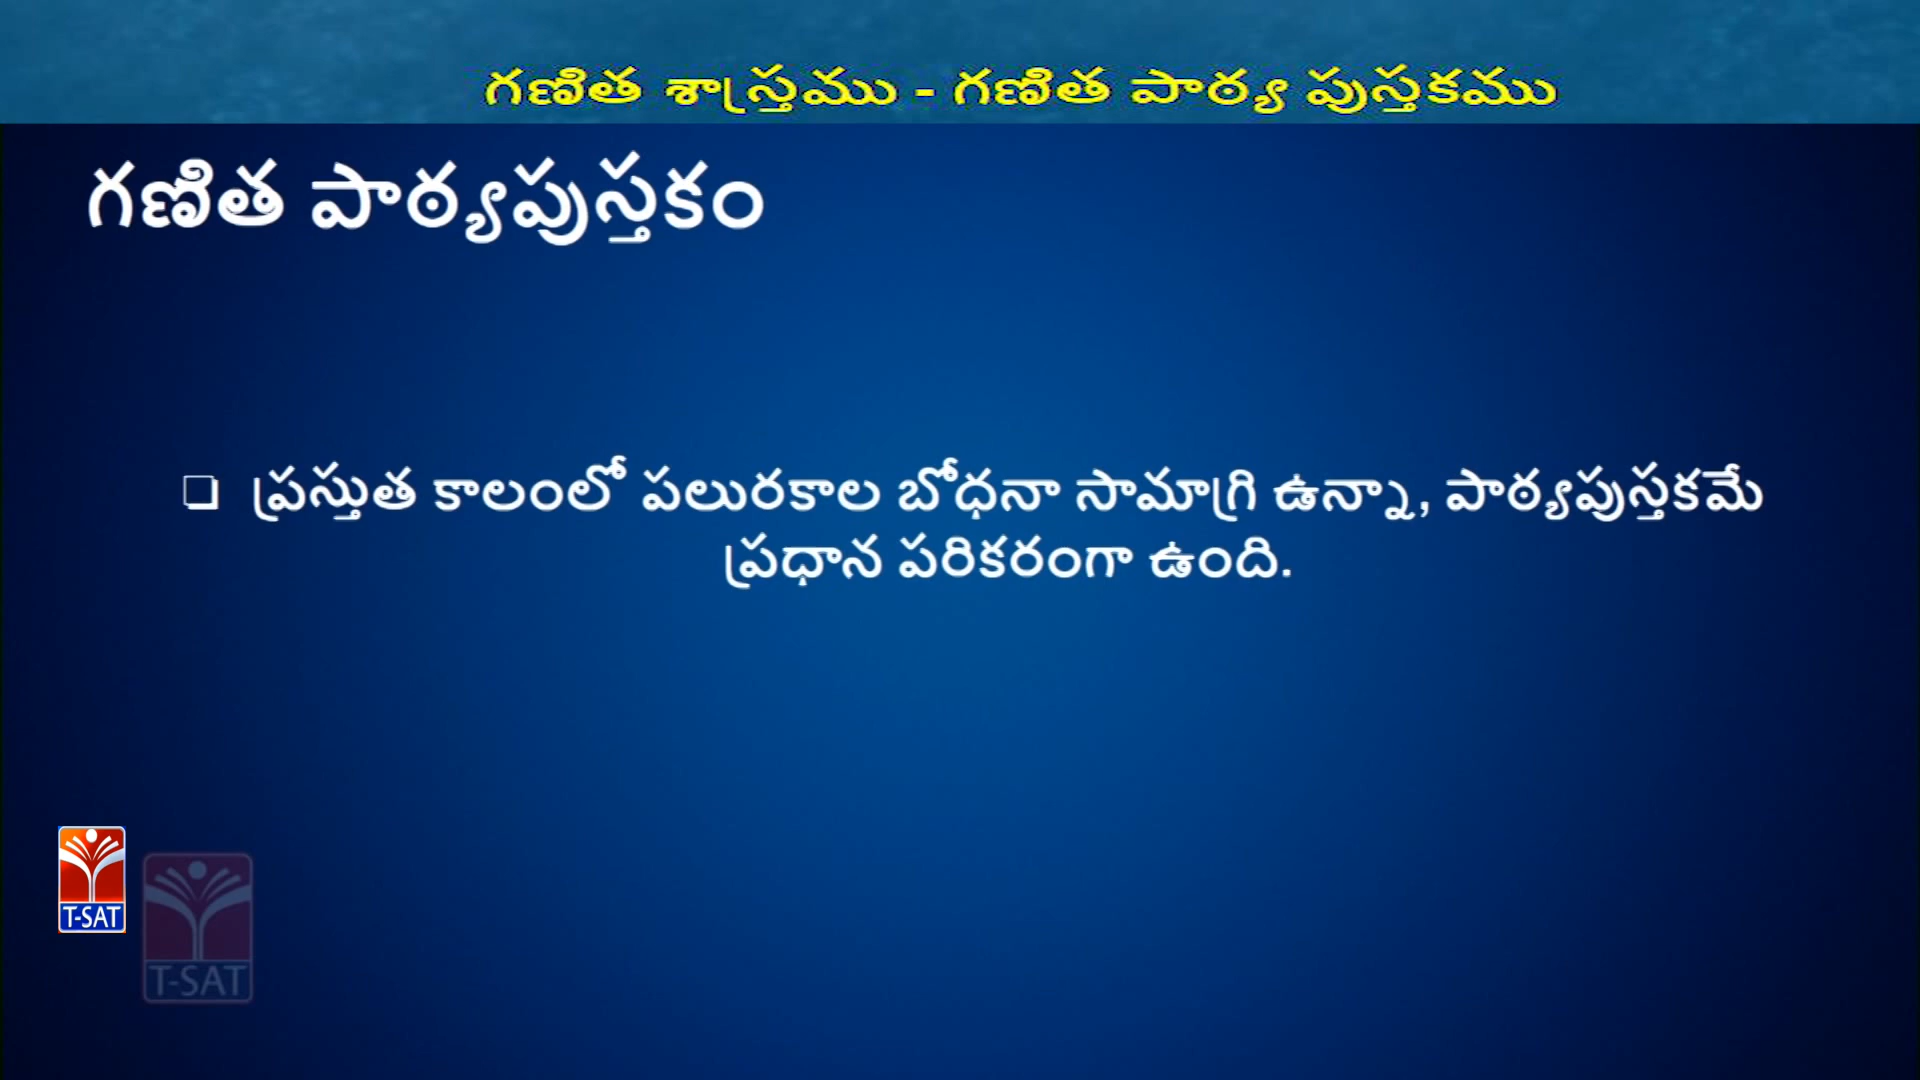 గణిత శాస్త్రము - గణిత పాఠ్య పుస్తకము
గణిత పాఠ్యపుస్తకం
❑ ప్రస్తుత కాలంలో పలురకాల బోధనా సామాగ్రి ఉన్నా, పాఠ్యపుస్తకమే
ప్రధాన పరికరంగా ఉంది.
T-SAT
T-SAT